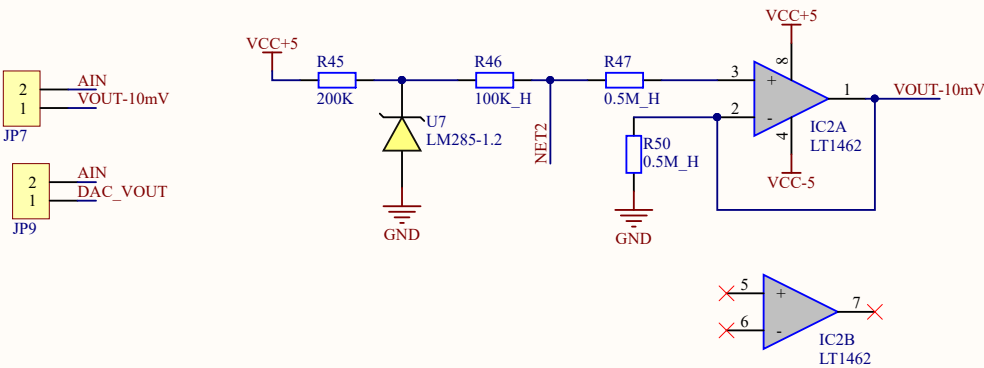 VCC+5
VCC+5
R45
R46
R47
8
AIN
2
VOUT-10mV
1
JP7
200K
100K_H
0.5M_H
3
+
1
VOUT-10mV
U7
LM285-1.2
2
-
IC2A
LT1462
NET2
R50
0.5M_H
4
VCC-5
AIN
2
DAC_VOUT
1
JP9
GND
GND
5
+
7
6
-
IC2B
LT1462